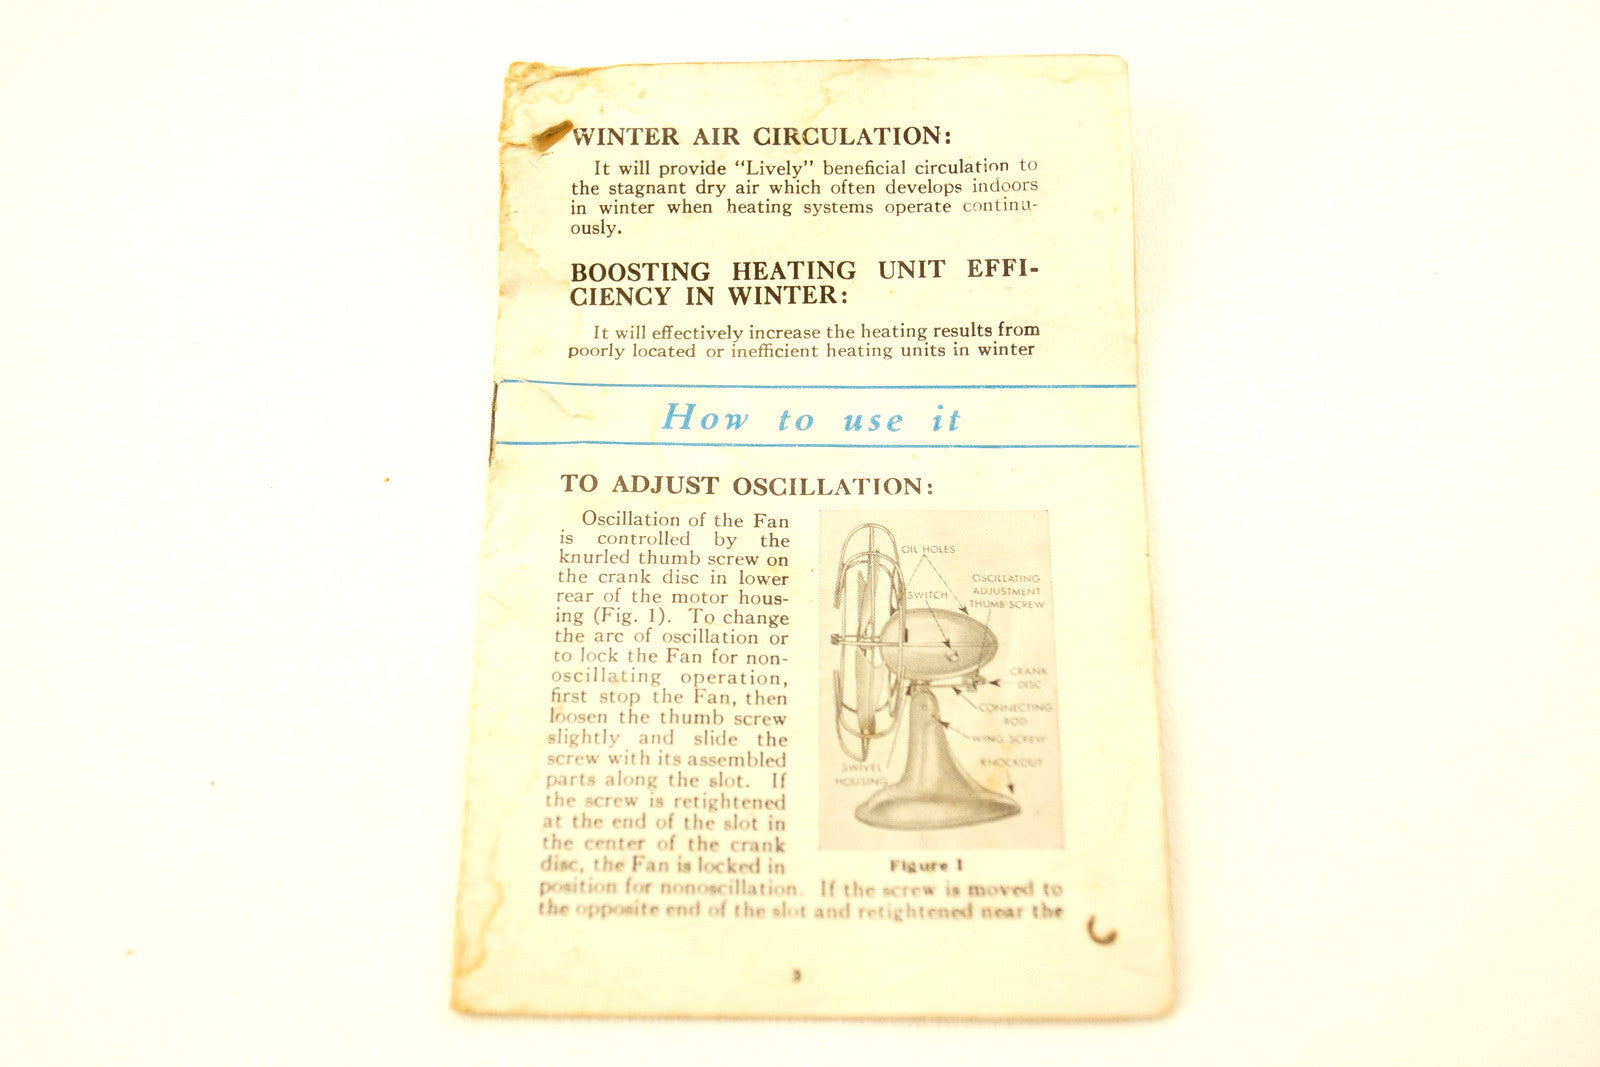 WINTER AIR CIRCULATION:
It will provide "Lively" beneficial circulation to
the stagnant dry air which often develops indoors
in winter when heating systems operate continu-
ously.
BOOSTING HEATING UNIT EFFI-
CIENCY IN WINTER:
It will effectively increase the heating results from
poorly located or inefficient heating units in winter
How to use it
TO ADJUST OSCILLATION:
Oscillation of the Fan
is controlled by the
knurled thumb screw on
the crank disc in lower
rear of the motor hous-
ing (Fig. 1). To change
the arc of oscillation or
to lock the Fan for non-
oscillating operation,
first stop the Fan, then
loosen the thumb screw
slightly and slide the
screw with its assembled
parts along the slot. If
the screw is retightened
at the end of the slot in
the center of the crank
disc, the Fan is locked in
position for nonoscillation. If the screw is moved to
the opposite end of the slot and retightened near the
OIL HOLES
OSCILLATING
ADJUSTMENT
THUMB SCREW
SWITCH
CRANK
DISC
CONNECTING
ROD
WING SCREW
KNOCKOUT
SWIVEL
HOUSING
Figure 1
3